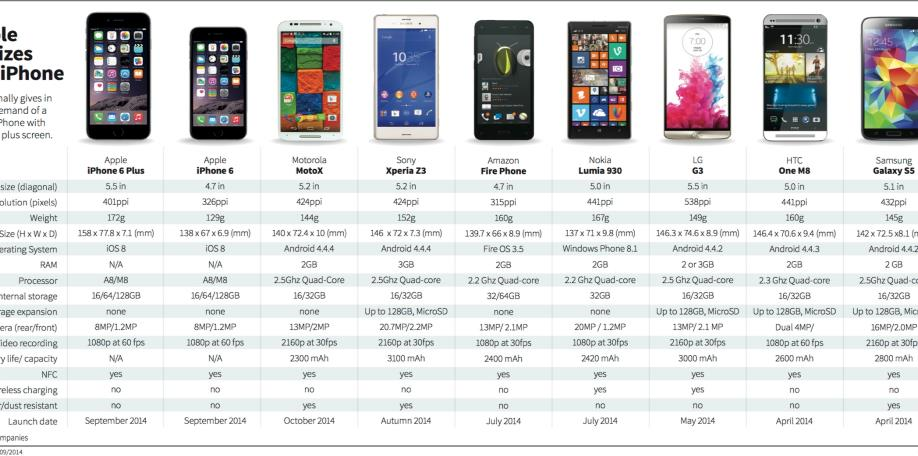 ple
izes
iPhone
nally gives in
emand of a
Phone with
plus screen.
7:00
11:30
12:45
Apple Apple Motorola Sony Amazon Nokia LG HTC Samsung
iPhone 6 Plus iPhone 6 MotoX Xperia Z3 Fire Phone Lumia 930 G3 One M8 Galaxy S5
size (diagonal) 5.5 in 4.7 in 5.2 in 5.2 in 4.7 in 5.0 in 5.5 in 5.0 in 5.1 in
olution (pixels) 401ppi 326ppi 424ppi 424ppi 315ppi 441ppi 538ppi 441ppi 432ppi
Weight 172g 129g 144g 152g 160g 167g 149g 160g 145g
Size (H x W x D) 158 x 77.8 x 7.1 (mm) 138 x 67 x 6.9 (mm) 140 x 72.4 x 10 (mm) 146 x 72 x 7.3 (mm) 139.7 x 66 x 8.9 (mm) 137 x 71 x 9.8 (mm) 146.3 x 74.6 x 8.9 (mm) 146.4 x 70.6 x 9.4 (mm) 142 x 72.5 x8.1 (m
erating System iOS 8 iOS 8 Android 4.4.4 Android 4.4.4 Fire OS 3.5 Windows Phone 8.1 Android 4.4.2 Android 4.4.3 Android 4.4.2
RAM N/A N/A 2GB 3GB 2GB 2GB 2 or 3GB 2GB 2 GB
Processor A8/M8 A8/M8 2.5Ghz Quad-Core 2.5Ghz Quad-core 2.2 Ghz Quad-core 2.2 Ghz Quad-core 2.5 Ghz Quad-core 2.3 Ghz Quad-core 2.5Ghz Quad-c
nternal storage 16/64/128GB 16/64/128GB 16/32GB 16/32GB 32/64GB 32GB 16/32GB 16/32GB 16/32GB
rage expansion none none none Up to 128GB, MicroSD none none Up to 128GB, MicroSD Up to 128GB, MicroSD Up to 128GB, Mic
era (rear/front) 8MP/1.2MP 8MP/1.2MP 13MP/2MP 20.7MP/2.2MP 13MP/ 2.1MP 20MP / 1.2MP 13MP/ 2.1 MP Dual 4MP/ 16MP/2.0MP
ideo recording 1080p at 60 fps 1080p at 60 fps 2160p at 30fps 2160p at 30fps 1080p at 30fps 1080p at 30fps 2160p at 30fps 1080p at 60 fps 2160p at 30fp
ry life/ capacity N/A N/A 2300 mAh 3100 mAh 2400 mAh 2420 mAh 3000 mAh 2600 mAh 2800 mAh
NFC yes yes yes yes yes yes yes yes yes
reless charging no no no no no yes yes no no
r/dust resistant no no yes yes no no no no yes
Launch date September 2014 September 2014 October 2014 Autumn 2014 July 2014 July 2014 May 2014 April 2014 April 2014
mpanies
09/2014